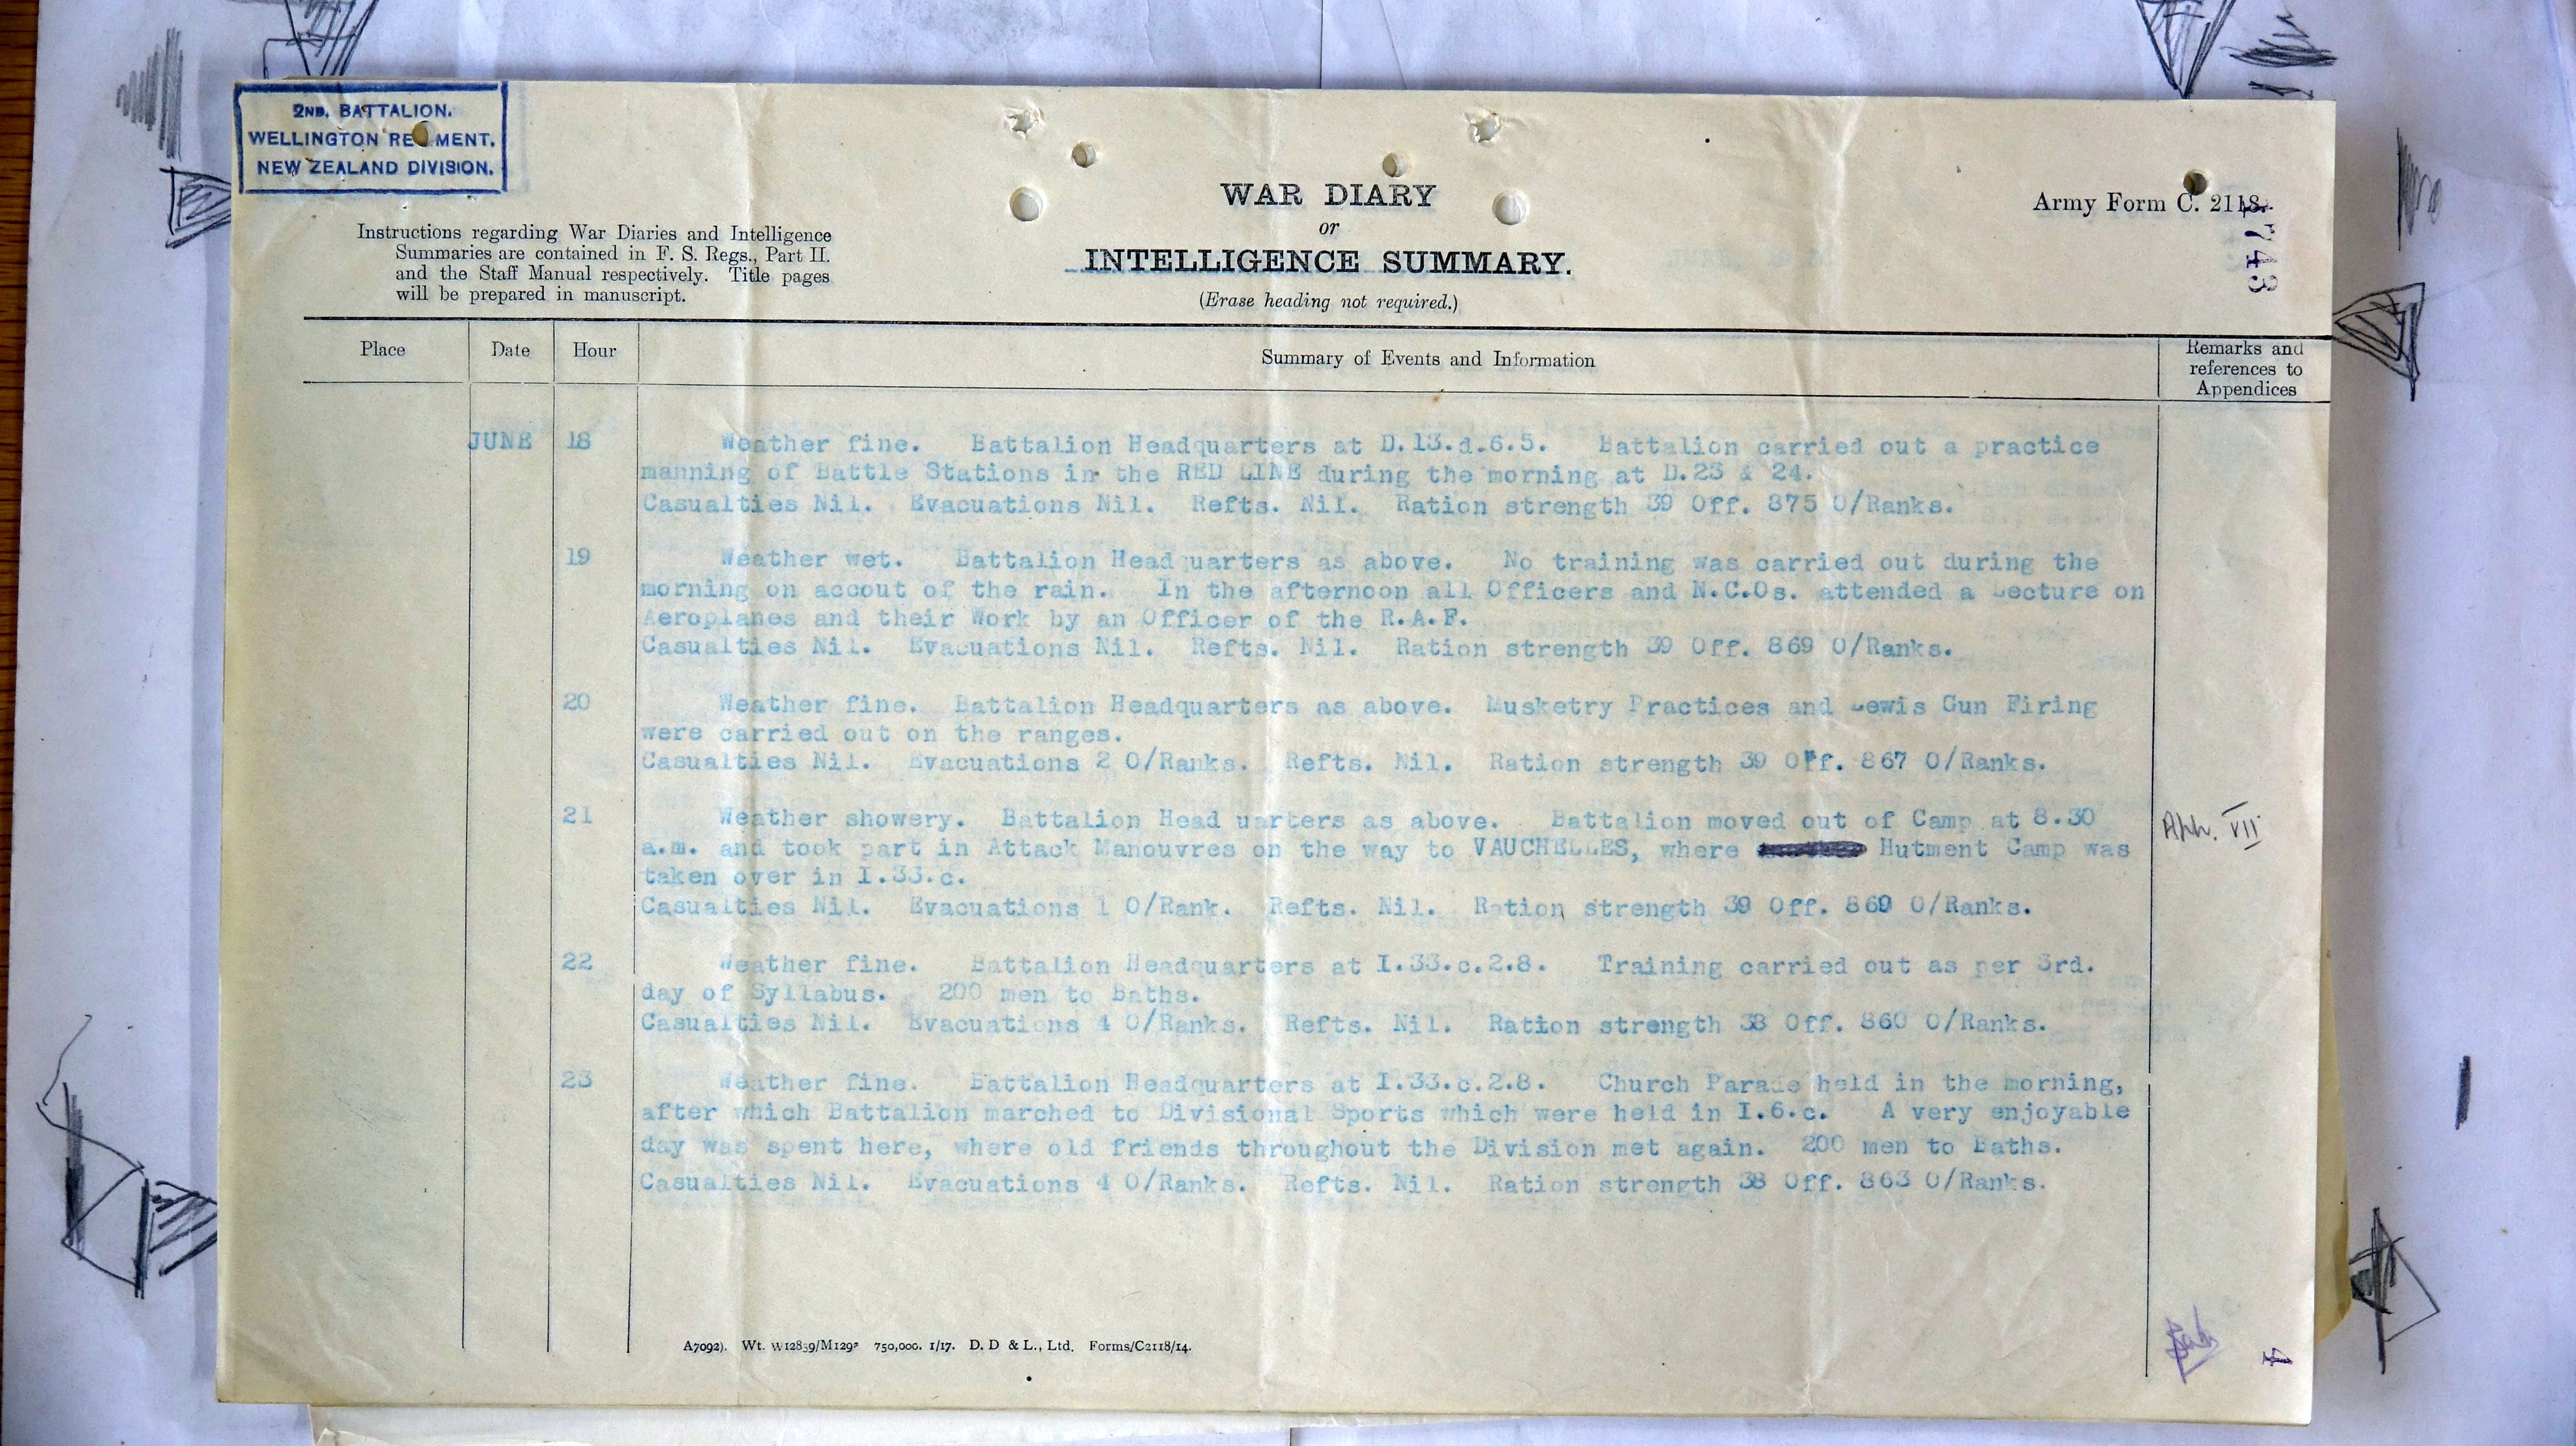 2ND. BATTALION.
WELLINGTON RE MENT.
NEW ZEALAND DIVISION.
WAR DIARY
or
INTELLIGENCE SUMMARY.
(Erase heading not required.)
Army Form C. 2118.
1743
Instructions regarding War Diaries and Intelligence
Summaries are contained in F. S. Regs., Part II.
and the Staff Manual respectively. Title pages
will be prepared in manuscript.
Place Date Hour Summary of Events and Information Remarks and references to Appendices
JUNE 18 Weather fine. Battalion Headquarters at D.13.d.6.5. Battalion carried out a practice
manning of Battle Stations in the RED LINE during the morning at D.23 & 24.
Casualties Nil. Evacuations Nil. Refts. Nil. Ration strength 39 Off. 875 O/Ranks.
19 Weather wet. Battalion Head uarters as above. No training was carried out during the
morning on accout of the rain. In the afternoon all Officers and N.C.Os. attended a Lecture on
Aeroplanes and their Work by an Officer of the R.A.F.
Casualties Nil. Evacuations Nil. Refts. Nil. Ration strength 39 Off. 869 O/Ranks.
20 Weather fine. Battalion Headquarters as above. Musketry Practices and Lewis Gun Firing
were carried out on the ranges.
Casualties Nil. Evacuations 2 O/Ranks. Refts. Nil. Ration strength 39 Off. 867 O/Ranks.
21 Weather showery. Battalion Head uarters as above. Battalion moved out of Camp at 8.30
a.m. and took part in Attack Manouvres on the way to VAUCHELLES, where Hutment Camp was
taken over in I.33.c.
Casualties Nil. Evacuations 1 O/Rank. Refts. Nil. Ration strength 39 Off. 869 O/Ranks.
App. VII
22 Weather fine. Battalion Headquarters at I.33.c.2.8. Training carried out as per 3rd.
day of Syllabus. 200 men to Baths.
Casualties Nil. Evacuations 4 O/Ranks. Refts. Nil. Ration strength 38 Off. 860 O/Ranks.
23 Weather fine. Battalion Headquarters at I.33.c.2.8. Church Parade held in the morning,
after which Battalion marched to Divisional Sports which were held in I.6.c. A very enjoyable
day was spent here, where old friends throughout the Division met again. 200 men to Baths.
Casualties Nil. Evacuations 4 O/Ranks. Refts. Nil. Ration strength 38 Off. 863 O/Ranks.
A7092). Wt. W12839/M1293 750,000. 1/17. D. D & L., Ltd. Forms/C2118/14.
4